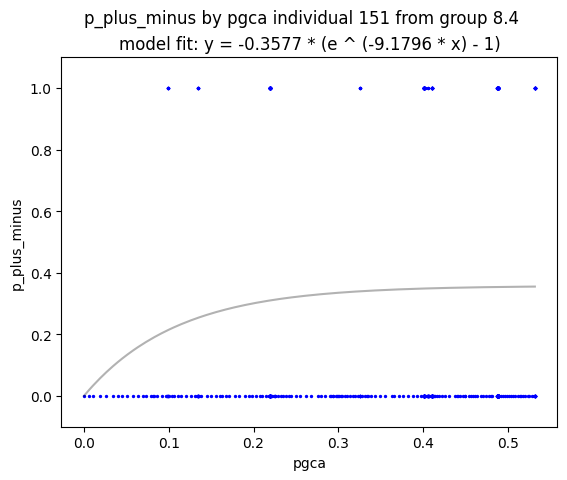 p_plus_minus by pgca individual 151 from group 8.4
model fit: y = -0.3577 * (e ^ (-9.1796 * x) - 1)
1.0
0.8
0.6
0.4
0.2
0.0
p_plus_minus
0.0 0.1 0.2 0.3 0.4 0.5
pgca